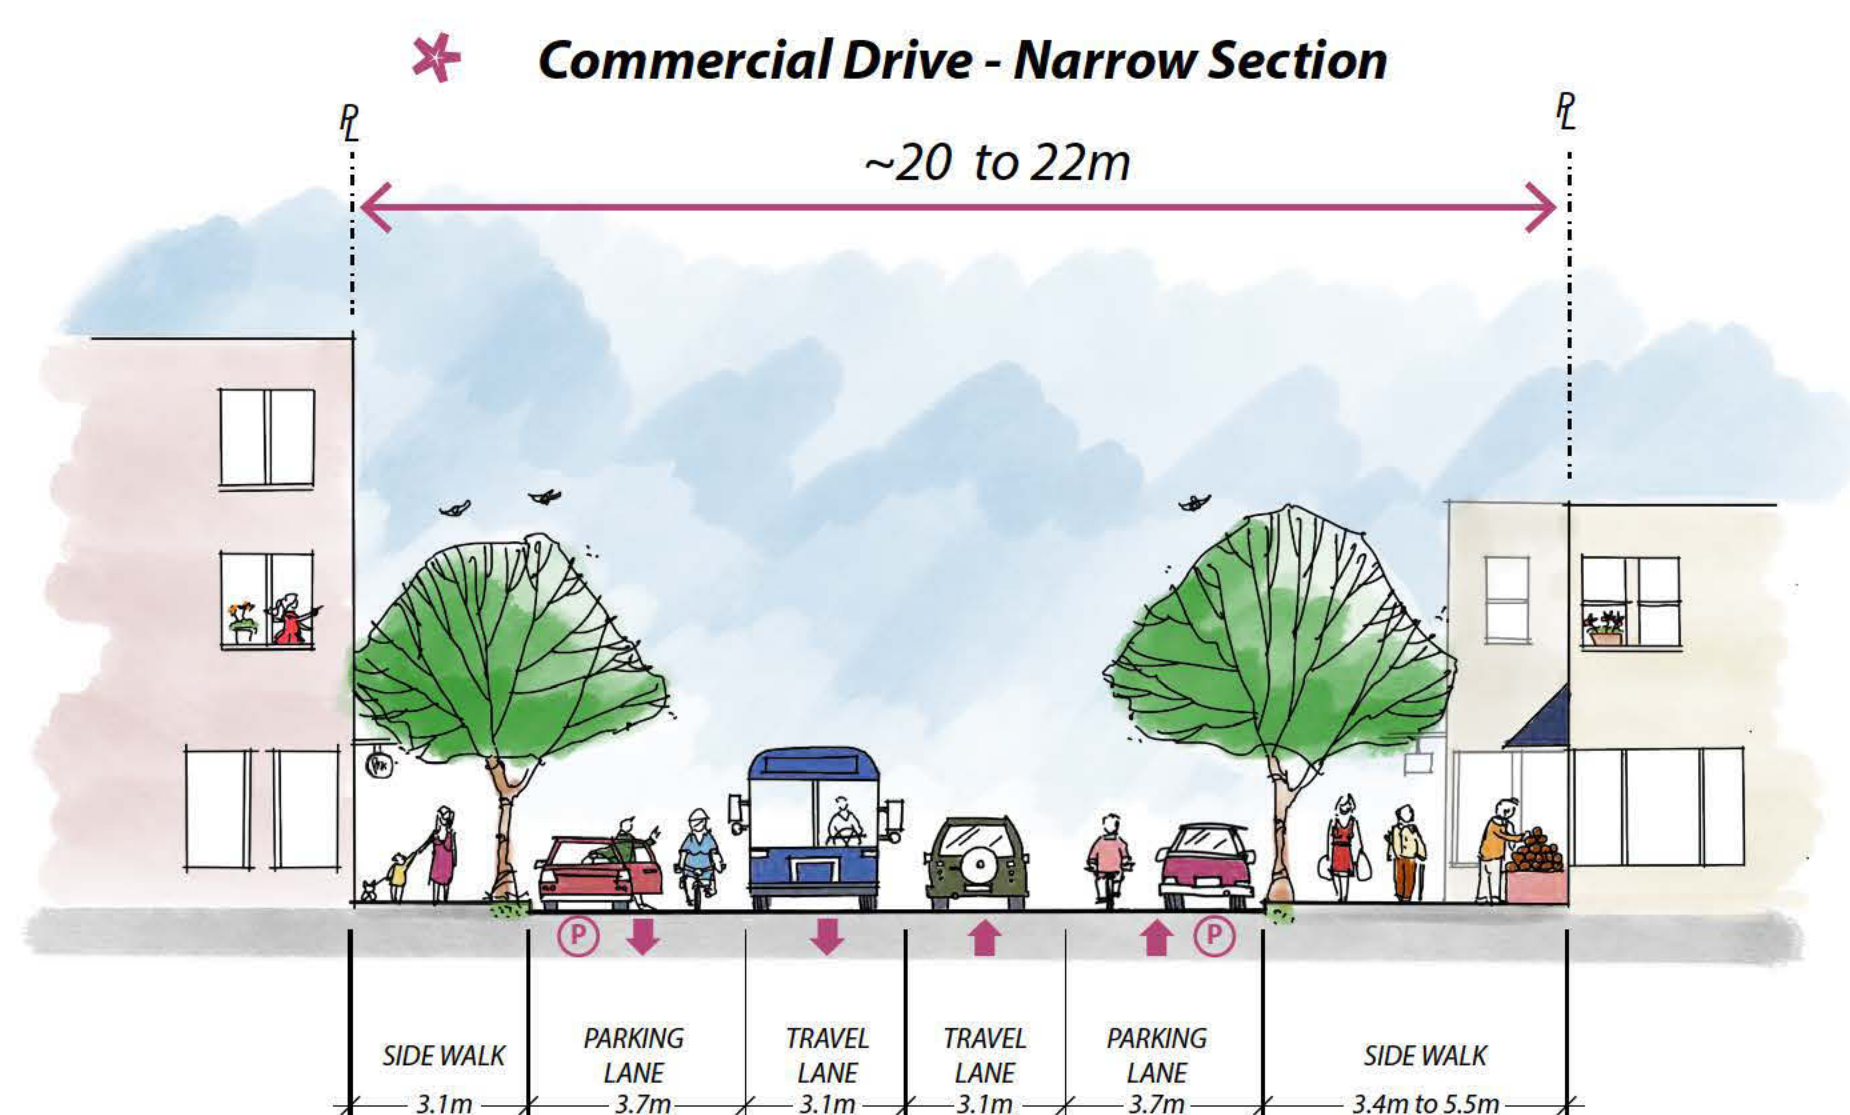 Commercial Drive - Narrow Section
PL
PL
~20 to 22m
P
P
SIDE WALK
PARKING LANE
TRAVEL LANE
TRAVEL LANE
PARKING LANE
SIDE WALK
3.1m
3.7m
3.1m
3.1m
3.7m
3.4m to 5.5m